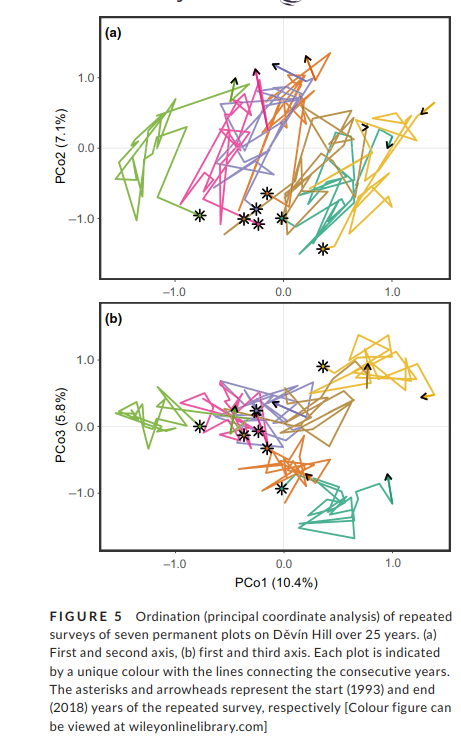 (a)
1.0
0.0
−1.0
PCo2 (7.1%)
−1.0
0.0
1.0
(b)
1.0
0.0
−1.0
PCo3 (5.8%)
−1.0
0.0
1.0
PCo1 (10.4%)
FIGURE 5 Ordination (principal coordinate analysis) of repeated
surveys of seven permanent plots on Děvín Hill over 25 years. (a)
First and second axis, (b) first and third axis. Each plot is indicated
by a unique colour with the lines connecting the consecutive years.
The asterisks and arrowheads represent the start (1993) and end
(2018) years of the repeated survey, respectively [Colour figure can
be viewed at wileyonlinelibrary.com]